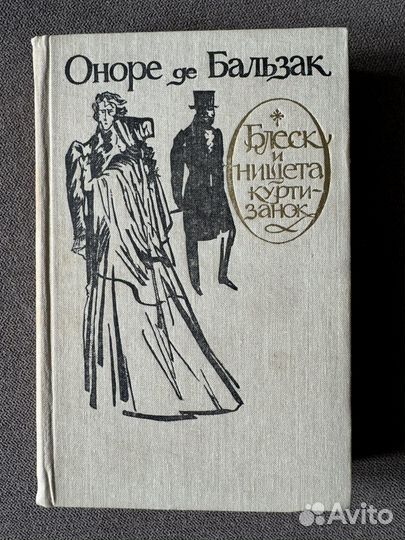 Оноре де Бальзак
Блеск
и
нищета
курти-
занок
Avito